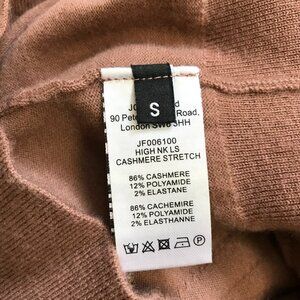 S
90 Road,
London 3HH
JF006100
HIGH NK LS
CASHMERE STRETCH
86% CASHMERE
12% POLYAMIDE
2% ELASTANE
86% CACHEMIRE
12% POLYAMIDE
2% ELASTHANNE
P